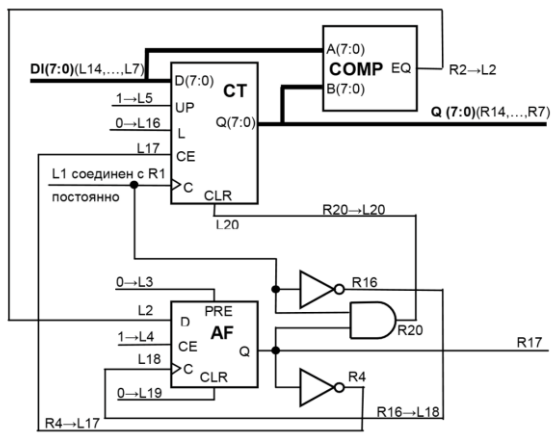 DI(7:0)(L14,...,L7)
A(7:0)
COMP
EQ
B(7:0)
R2→L2
D(7:0)
CT
1→L5
UP
0→L16
L
Q(7:0)
Q (7:0)(R14,...,R7)
L17
CE
L1 соединен с R1
постоянно
C
CLR
L20
R20→L20
0→L3
R16
L2
D
PRE
AF
1→L4
CE
Q
R20
R17
L18
C
CLR
0→L19
R4
R4→L17
R16→L18